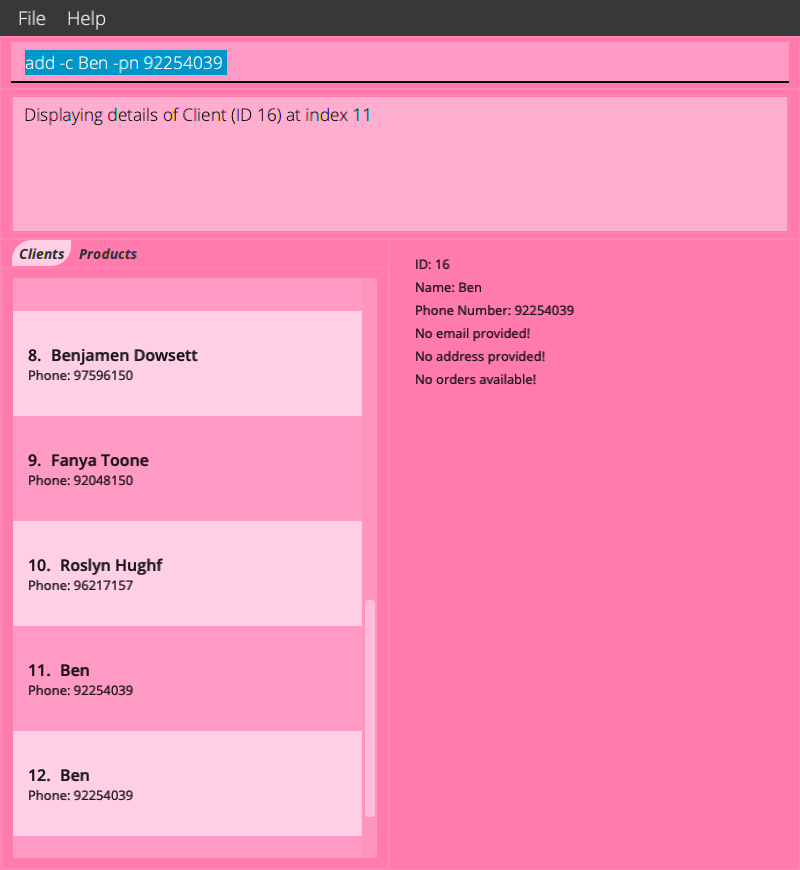 File Help
add -c Ben -pn 92254039
Displaying details of Client (ID 16) at index 11
Clients Products
8. Benjamen Dowsett
Phone: 97596150
9. Fanya Toone
Phone: 92048150
10. Roslyn Hughf
Phone: 96217157
11. Ben
Phone: 92254039
12. Ben
Phone: 92254039
ID: 16
Name: Ben
Phone Number: 92254039
No email provided!
No address provided!
No orders available!